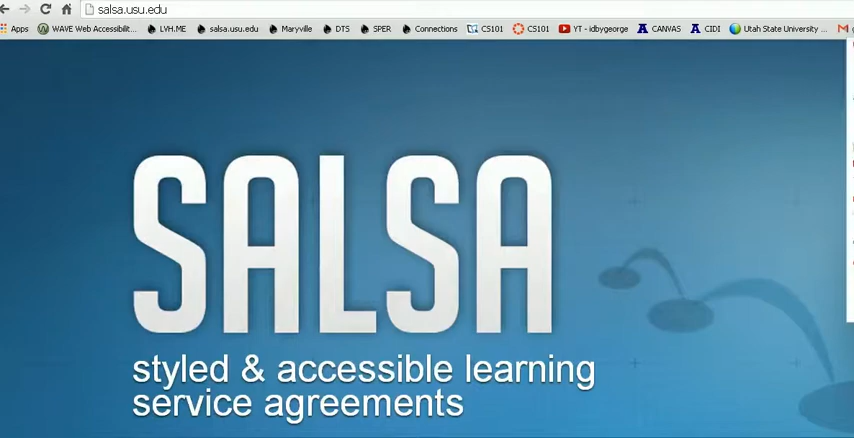 salsa.usu.edu
Apps WAVE Web Accessibilit... LVH.ME salsa.usu.edu Maryville DTS SPER Connections CS101 CS101 YT - idbygeorge CANVAS CIDI Utah State University ...
SALSA
styled & accessible learning
service agreements